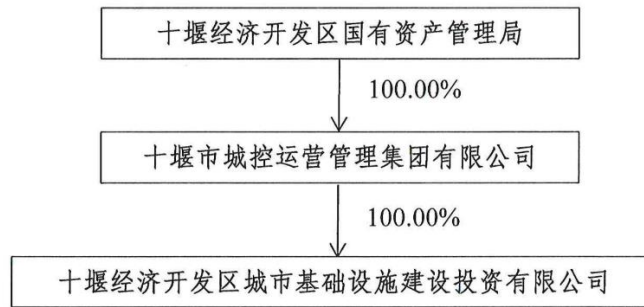 十堰经济开发区国有资产管理局
100.00%
十堰市城控运营管理集团有限公司
100.00%
十堰经济开发区城市基础设施建设投资有限公司